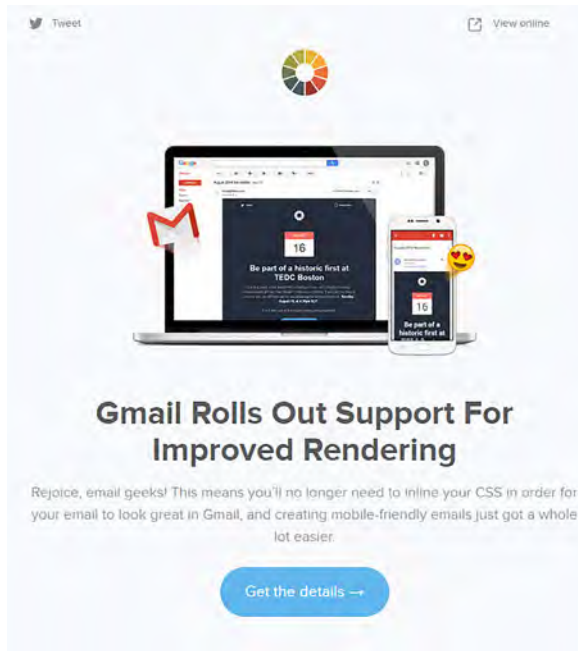 Tweet
View online
16
Be part of a historic first at
TEDC Boston
16
Be part of a
historic first at
Gmail Rolls Out Support For
Improved Rendering
Rejoice, email geeks! This means you'll no longer need to inline your CSS in order for
your email to look great in Gmail, and creating mobile-friendly emails just got a whole
lot easier.
Get the details →